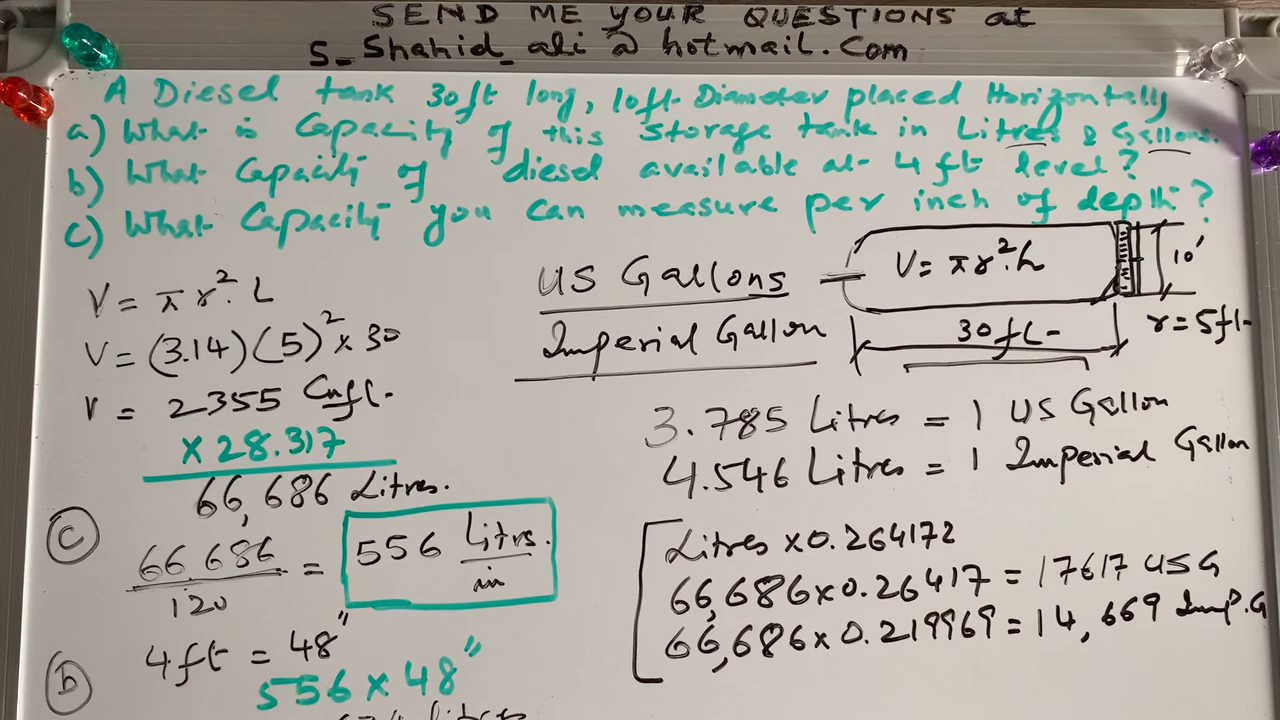 SEND ME YOUR QUESTIONS at
S_Shahid_ali@hotmail.Com
A Diesel tank 30ft long, 10ft Diameter placed Horizontally
a) What is Capacity of this storage tank in Litres & Gallons.
b) What Capacity of diesel available at 4 ft level?
c) What Capacity you can measure per inch of depth?
V = πr². L
V = (3.14)(5)² x 30
V = 2355 Cuft.
x 28.317
66,686 Litres.
C
66.686
120
= 556 Litrs.
in
4ft = 48"
b
556 x 48"
US Gallons
Imperial Gallon
V = πr².h
10'
30ft
r = 5ft
3.785 Litres = 1 US Gallon
4.546 Litres = 1 Imperial Gallon
Litres x 0.264172
66,686 x 0.26417 = 17617 USG
66,686 x 0.219969 = 14,669 Imp.G